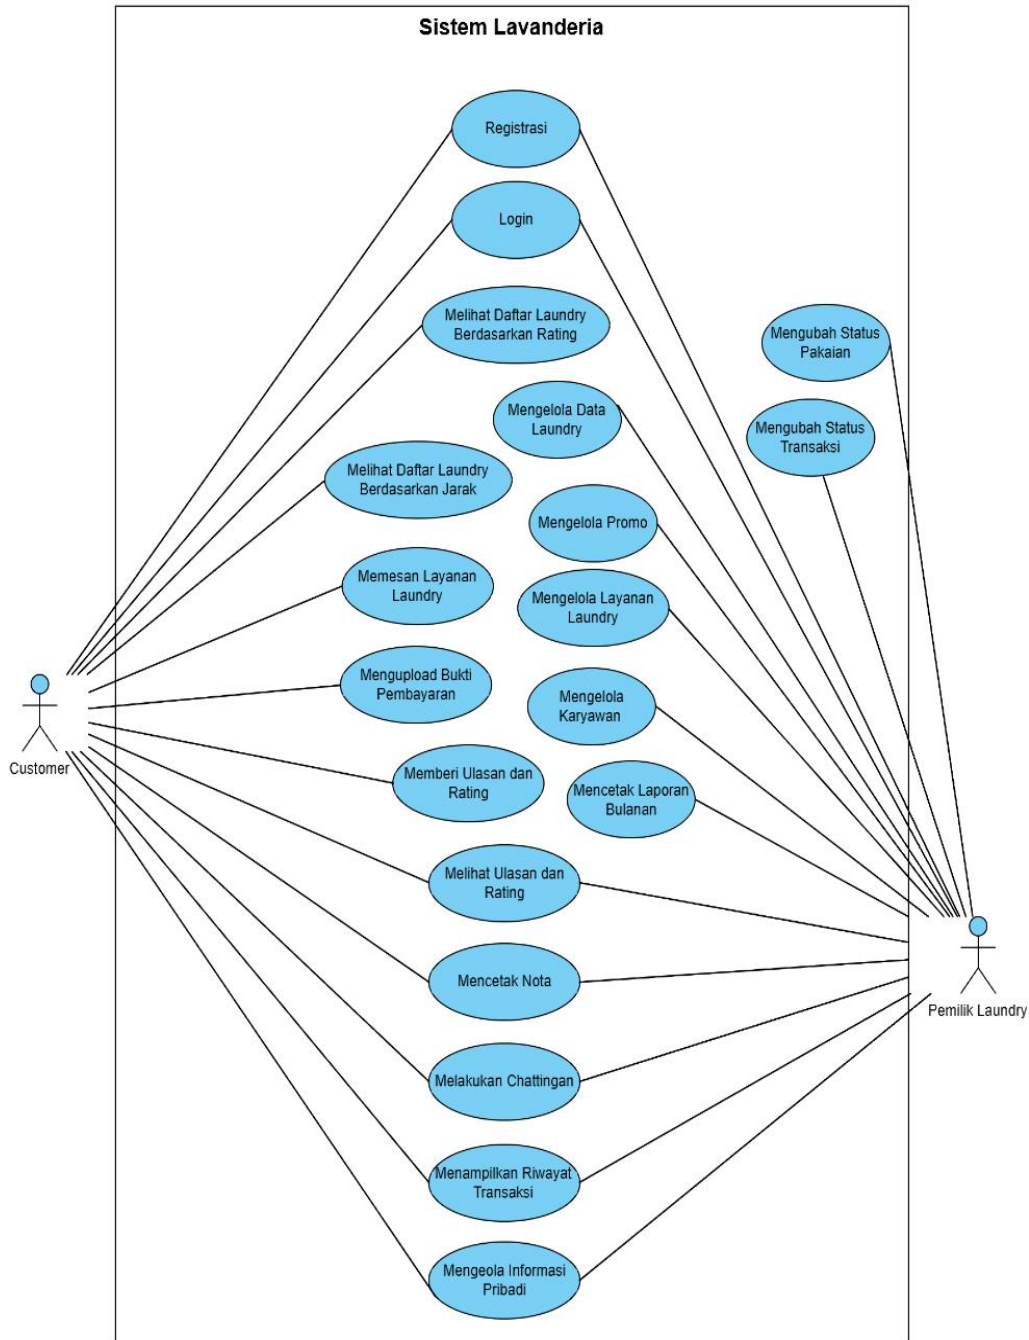 Sistem Lavanderia
Registrasi
Login
Melihat Daftar Laundry
Berdasarkan Rating
Mengubah Status
Pakaian
Mengelola Data
Laundry
Mengubah Status
Transaksi
Melihat Daftar Laundry
Berdasarkan Jarak
Mengelola Promo
Memesan Layanan
Laundry
Mengelola Layanan
Laundry
Mengupload Bukti
Pembayaran
Mengelola
Karyawan
Customer
Memberi Ulasan dan
Rating
Mencetak Laporan
Bulanan
Melihat Ulasan dan
Rating
Mencetak Nota
Pemilik Laundry
Melakukan Chattingan
Menampilkan Riwayat
Transaksi
Mengeola Informasi
Pribadi